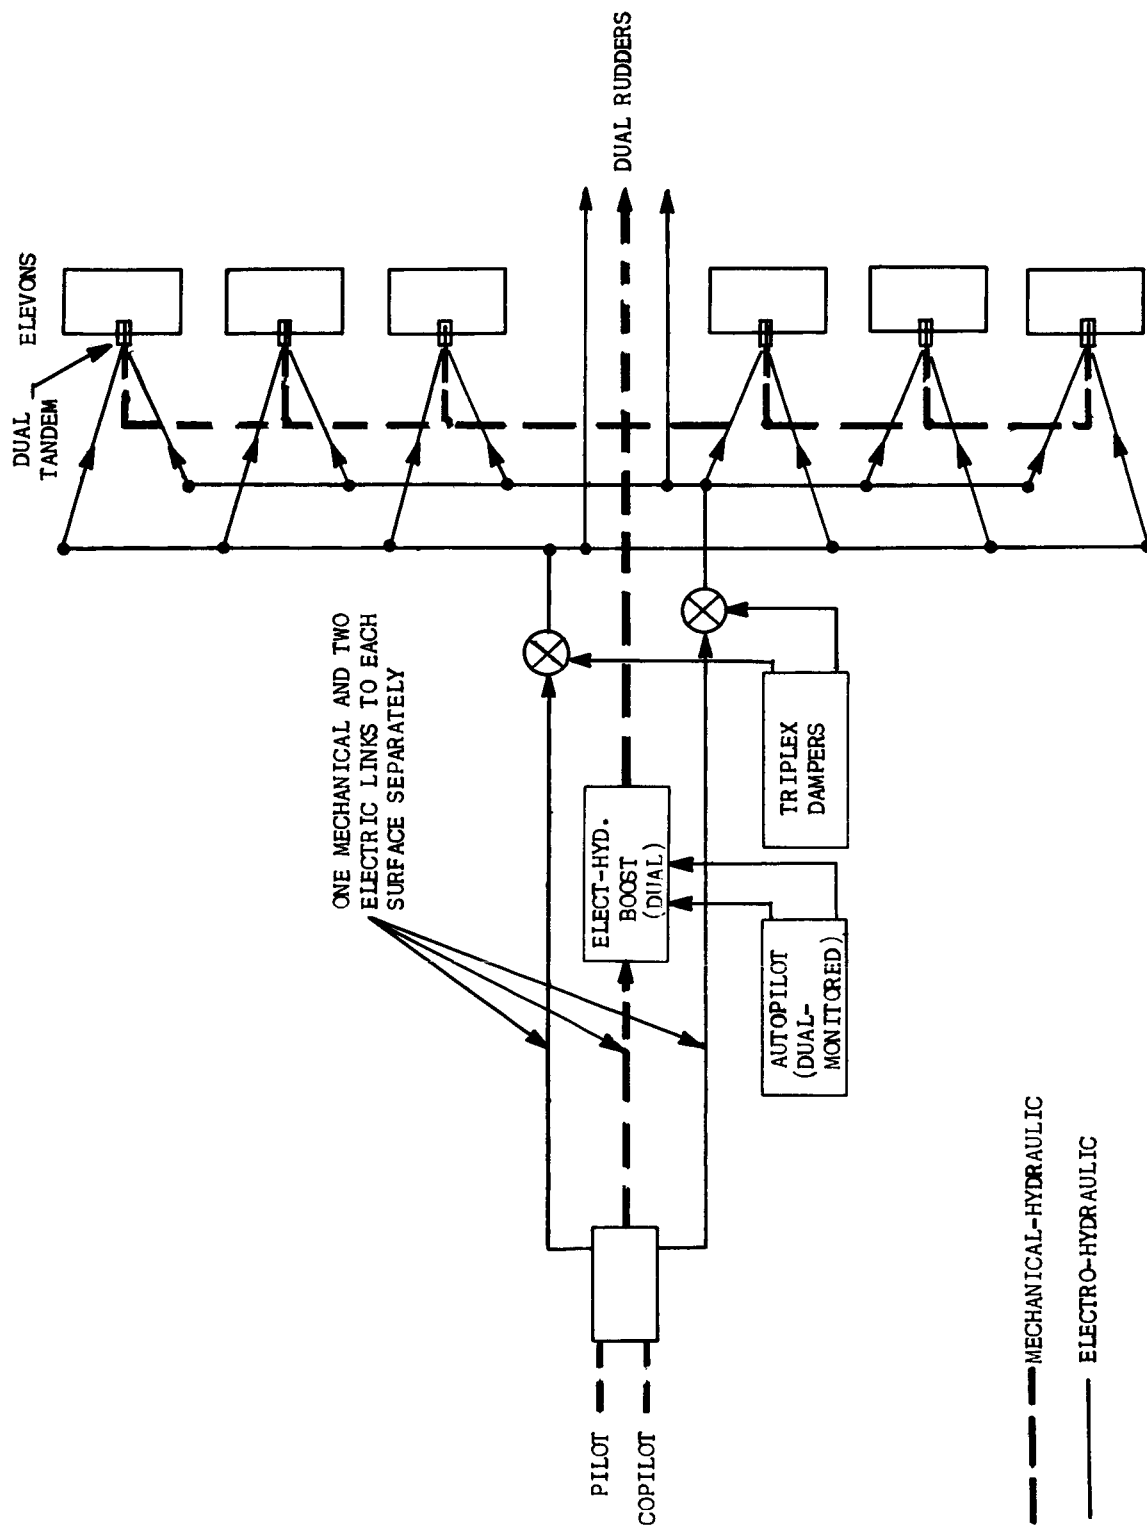 DUAL
TANDEM
ELEVONS
DUAL RUDDERS
ONE MECHANICAL AND TWO
ELECTRIC LINKS TO EACH
SURFACE SEPARATELY
ELECT-HYD.
BOOST
(DUAL)
TRIPLEX
DAMPERS
AUTOPILOT
(DUAL-
MONITORED)
PILOT
COPILOT
MECHANICAL-HYDRAULIC
ELECTRO-HYDRAULIC